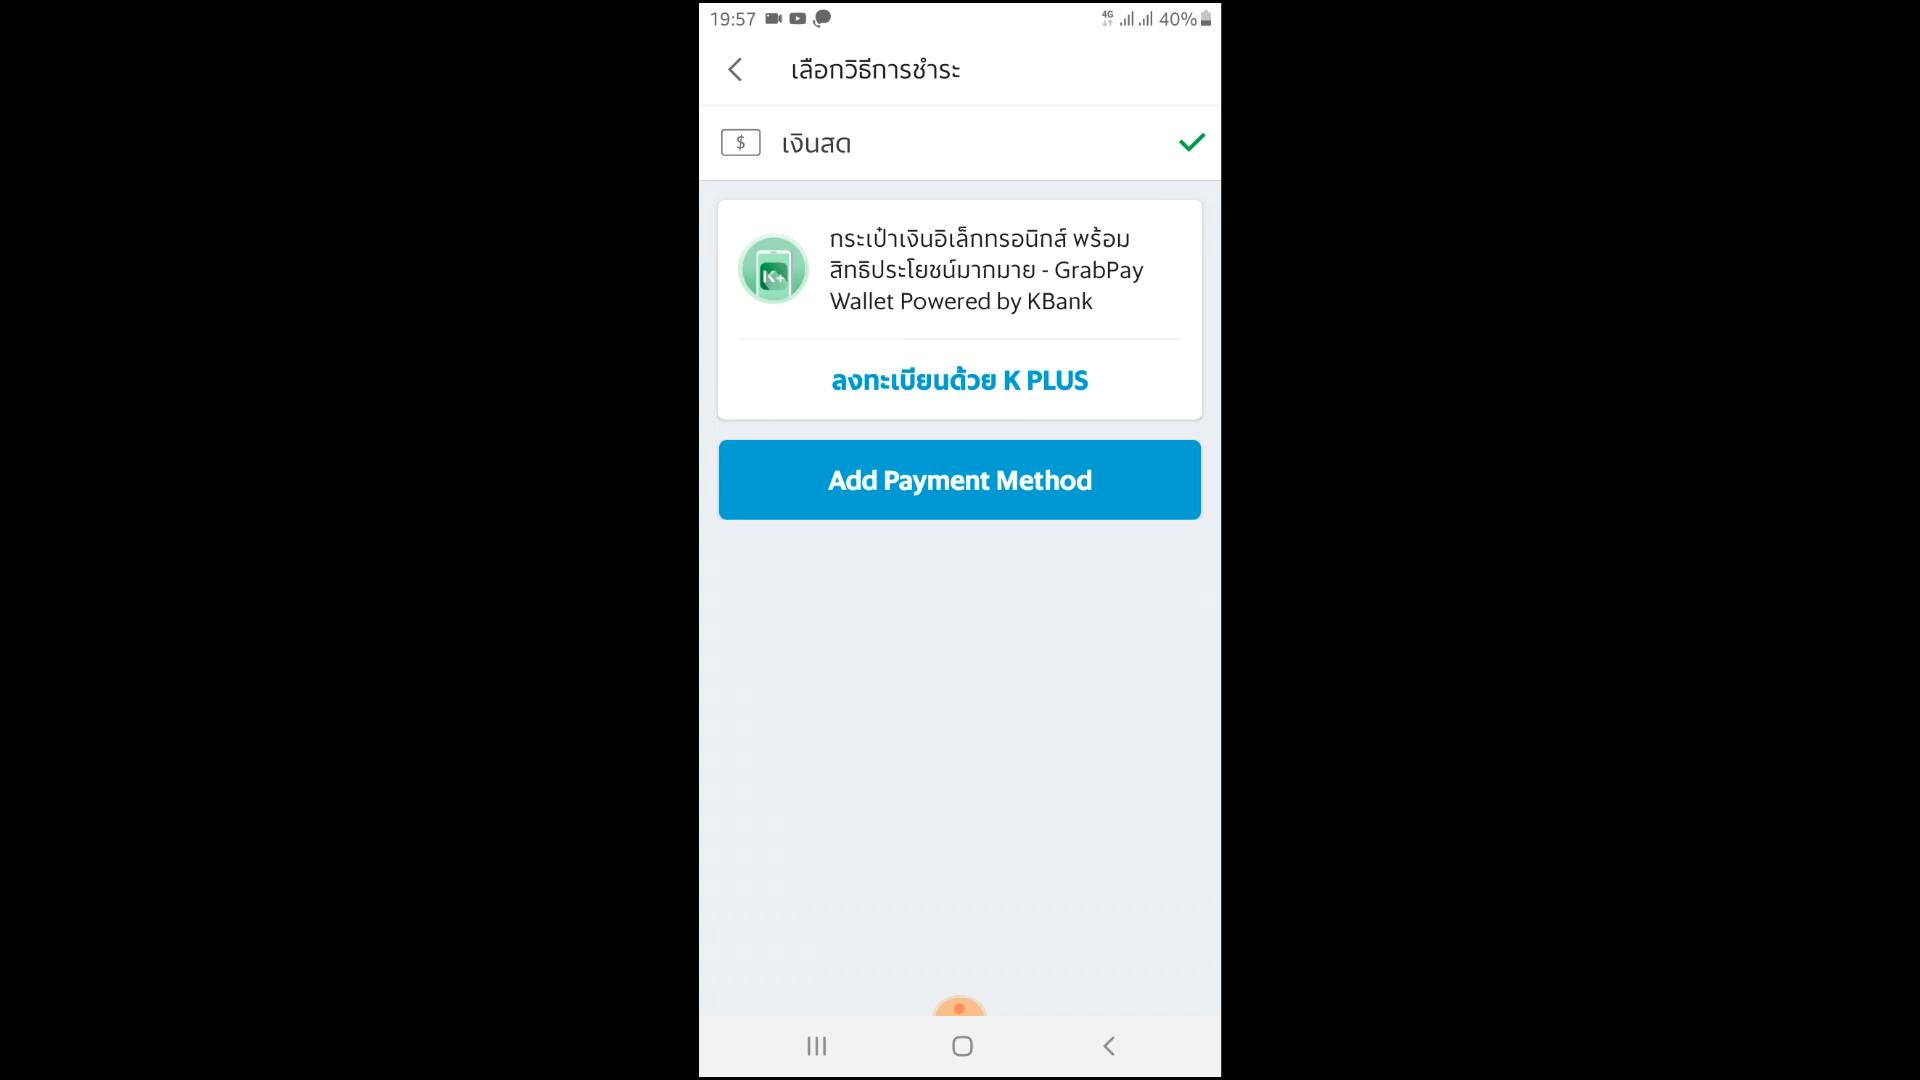 19:57
4G 40%
เลือกวิธีการชำระ
$ เงินสด
กระเป๋าเงินอิเล็กทรอนิกส์ พร้อม
สิทธิประโยชน์มากมาย - GrabPay
Wallet Powered by KBank
K+
ลงทะเบียนด้วย K PLUS
Add Payment Method